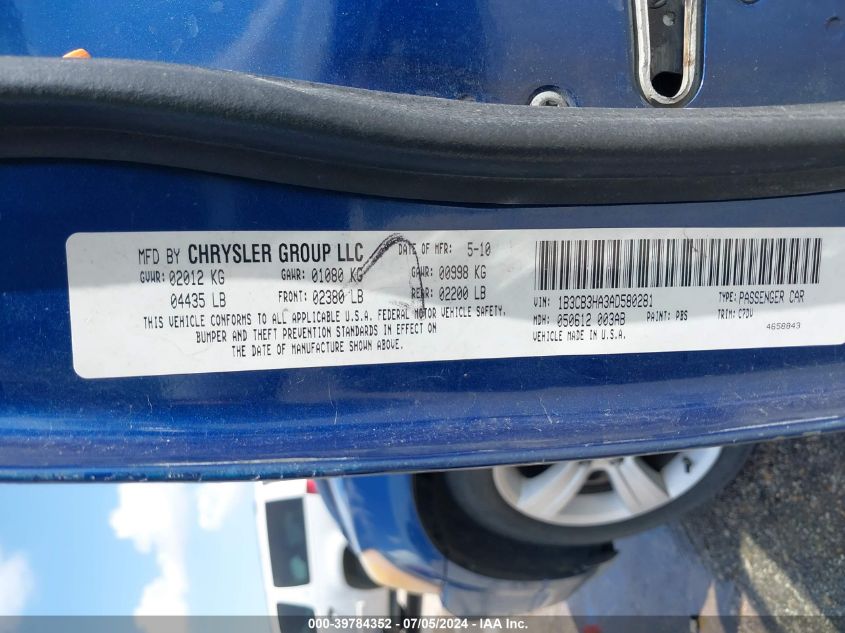 MFD BY CHRYSLER GROUP LLC DATE OF MFR: 5-10
GVWR: 02012 KG GAWR: 01080 KG GAWR: 00998 KG
04435 LB FRONT: 02380 LB REAR: 02200 LB
THIS VEHICLE CONFORMS TO ALL APPLICABLE U.S.A. FEDERAL MOTOR VEHICLE SAFETY,
BUMPER AND THEFT PREVENTION STANDARDS IN EFFECT ON
THE DATE OF MANUFACTURE SHOWN ABOVE.
VIN: 1B3CB3HA3AD580281 TYPE: PASSENGER CAR
MDH: 050612 003AB PAINT: PBS TRIM: C7DV
VEHICLE MADE IN U.S.A. 4658843
000-39784352 - 07/05/2024 - IAA Inc.